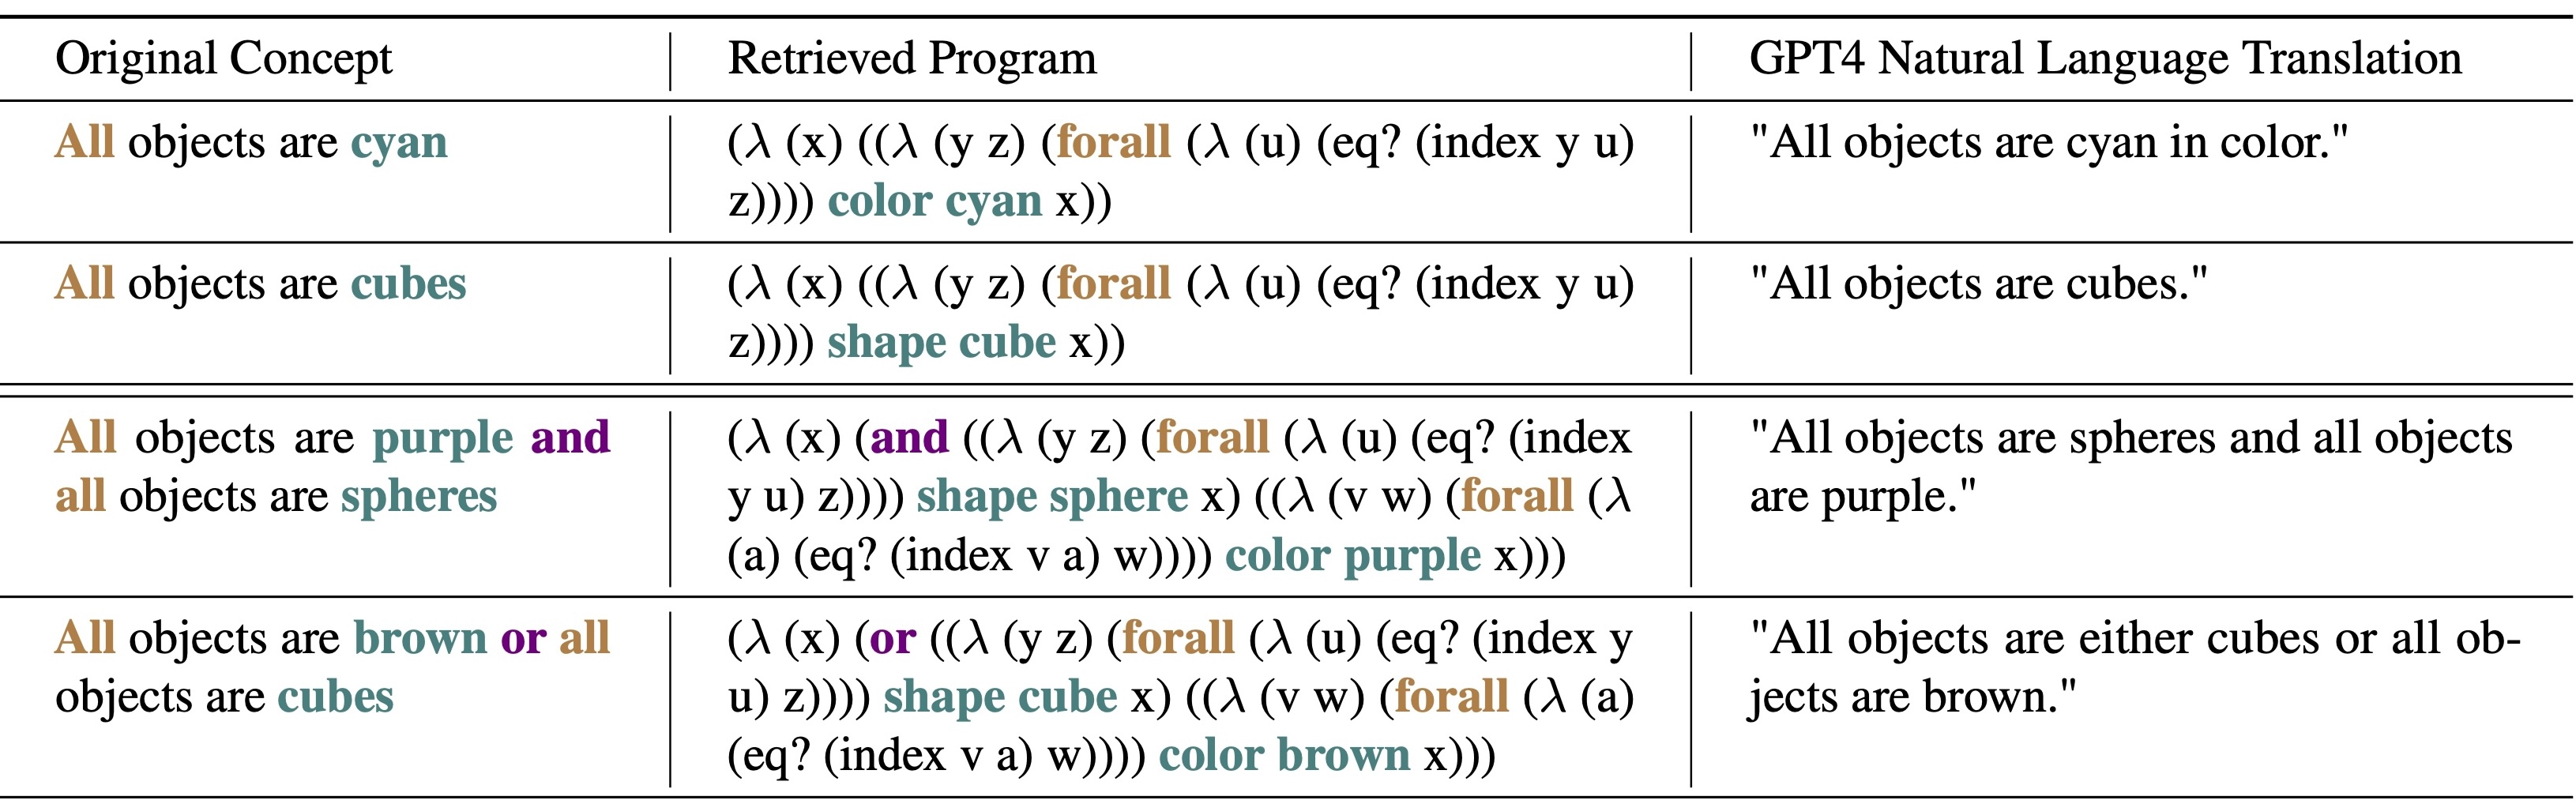 Original Concept
Retrieved Program
GPT4 Natural Language Translation
All objects are cyan
(λ (x) ((λ (y z) (forall (λ (u) (eq? (index y u)
z)))) color cyan x))
"All objects are cyan in color."
All objects are cubes
(λ (x) ((λ (y z) (forall (λ (u) (eq? (index y u)
z)))) shape cube x))
"All objects are cubes."
All objects are purple and
all objects are spheres
(λ (x) (and ((λ (y z) (forall (λ (u) (eq? (index
y u) z)))) shape sphere x) ((λ (v w) (forall (λ
(a) (eq? (index v a) w)))) color purple x)))
"All objects are spheres and all objects
are purple."
All objects are brown or all
objects are cubes
(λ (x) (or ((λ (y z) (forall (λ (u) (eq? (index y
u) z)))) shape cube x) ((λ (v w) (forall (λ (a)
(eq? (index v a) w)))) color brown x)))
"All objects are either cubes or all ob-
jects are brown."